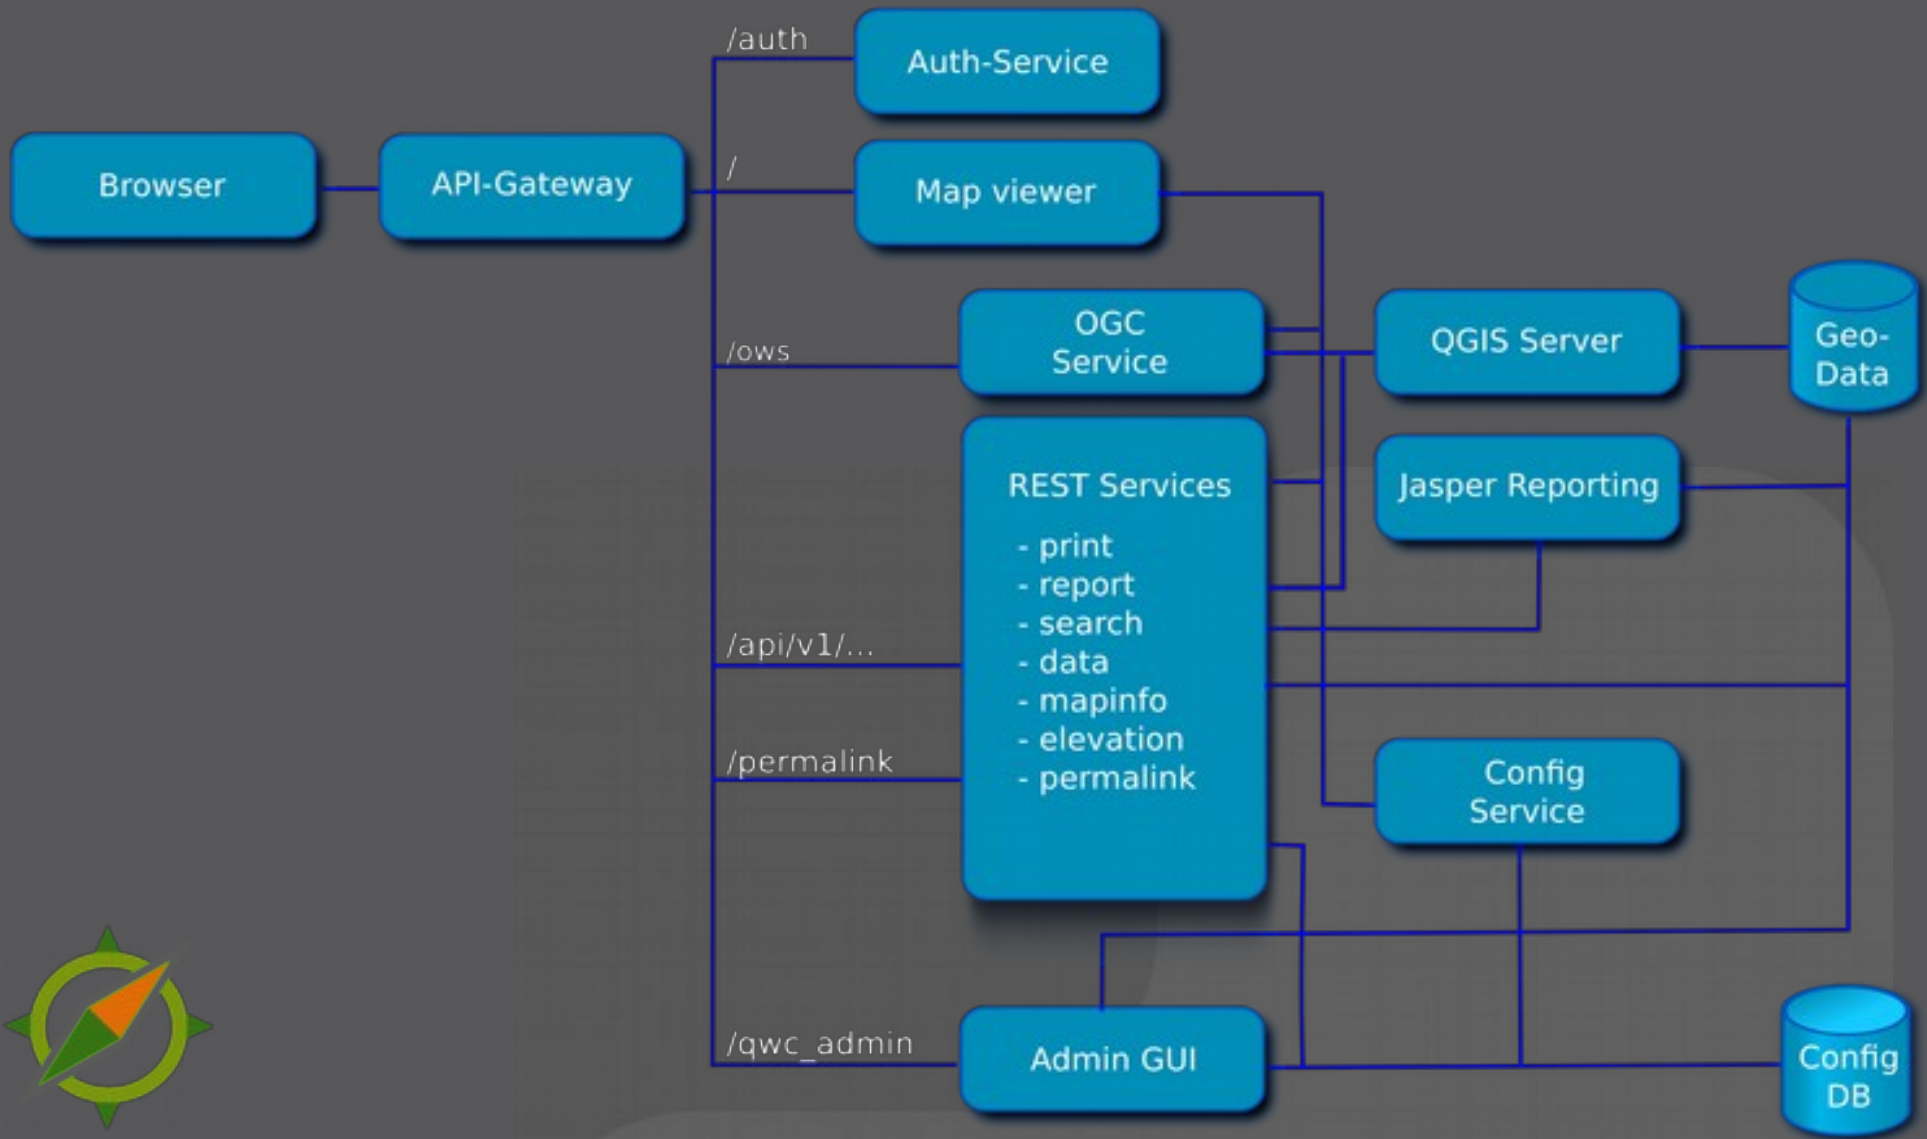 /auth
Auth-Service
Browser
API-Gateway
/
Map viewer
/ows
OGC
Service
QGIS Server
Geo-
Data
REST Services
- print
- report
- search
- data
- mapinfo
- elevation
- permalink
Jasper Reporting
/api/v1/...
/permalink
Config
Service
/qwc_admin
Admin GUI
Config
DB